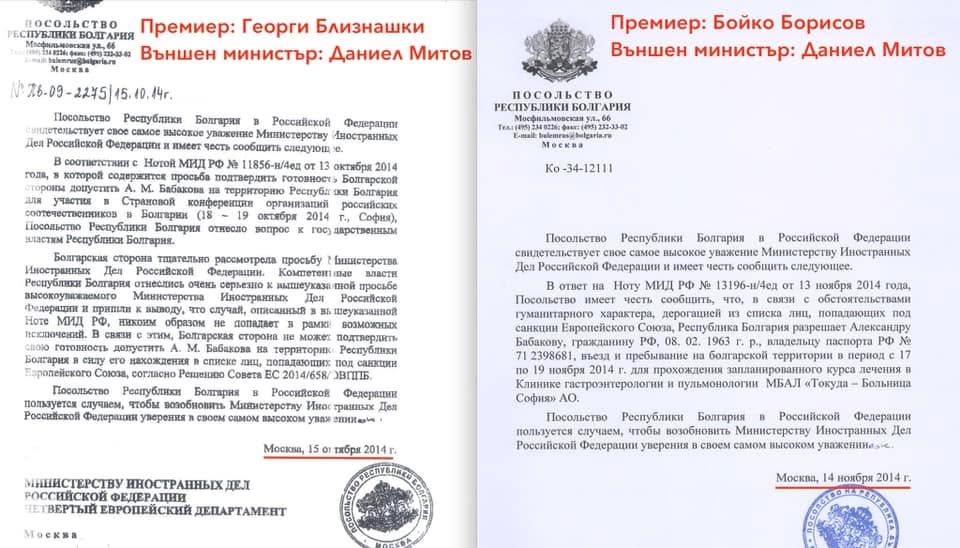 Премиер: Георги Близнашки
Външен министър: Даниел Митов
ПОСОЛЬСТВО
РЕСПУБЛИКИ БОЛГАРИЯ
Мосфильмовская ул., 66
234 0226; факс: (495) 232-33-02
E-mail: bulemrus@bolgaria.ru
Москва
№ПБ-09-2275/15.10.14г.
Посольство Республики Болгария в Российской Федерации
свидетельствует свое самое высокое уважение Министерству Иностранных
Дел Российской Федерации и имеет честь сообщить следующее.
В соответствии с Нотой МИД РФ № 11856-н/4ед от 13 октября 2014
года, в которой содержится просьба подтвердить готовность Болгарской
стороны допустить А. М. Бабакова на территорию Республики Болгария
для участия в Страновой конференции организаций российских
соотечественников в Болгарии (18 – 19 октября 2014 г., София),
Посольство Республики Болгария отнесло вопрос к государственным
властям Республики Болгария.
Болгарская сторона тщательно рассмотрела просьбу Министерства
Иностранных Дел Российской Федерации. Компетентные власти
Республики Болгария отнеслись очень серьезно к вышеуказанной просьбе
высокоуважаемого Министерства Иностранных Дел Российской
Федерации и пришли к выводу, что случай, описанный в вышеуказанной
Ноте МИД РФ, никоим образом не попадает в рамки возможных
исключений. В связи с этим, Болгарская сторона не может подтвердить
свою готовность допустить А. М. Бабакова на территорию Республики
Болгария в силу его нахождения в списке лиц, попадающих под санкции
Европейского Союза, согласно Решению Совета ЕС 2014/658/ОВППБ.
Посольство Республики Болгария в Российской Федерации
пользуется случаем, чтобы возобновить Министерству Иностранных Дел
Российской Федерации уверения в своем самом высоком уважении.
Москва, 15 октября 2014 г.
МИНИСТЕРСТВУ ИНОСТРАННЫХ ДЕЛ
РОССИЙСКОЙ ФЕДЕРАЦИИ
ЧЕТВЕРТЫЙ ЕВРОПЕЙСКИЙ ДЕПАРТАМЕНТ
Москва
Премиер: Бойко Борисов
Външен министър: Даниел Митов
ПОСОЛЬСТВО
РЕСПУБЛИКИ БОЛГАРИЯ
Мосфильмовская ул., 66
Тел.: (495) 234 0226; факс: (495) 232-33-02
E-mail: bulemrus@bolgaria.ru
Москва
Ко -34-12111
Посольство Республики Болгария в Российской Федерации
свидетельствует свое самое высокое уважение Министерству Иностранных
Дел Российской Федерации и имеет честь сообщить следующее.
В ответ на Ноту МИД РФ № 13196-н/4ед от 13 ноября 2014 года,
Посольство имеет честь сообщить, что, в связи с обстоятельствами
гуманитарного характера, дерогацией из списка лиц, попадающих под
санкции Европейского Союза, Республика Болгария разрешает Александру
Бабакову, гражданину РФ, 08. 02. 1963 г. р., владельцу паспорта РФ №
71 2398681, въезд и пребывание на болгарской территории в период с 17
по 19 ноября 2014 г. для прохождения запланированного курса лечения в
Клинике гастроэнтерологии и пульмонологии МБАЛ «Токуда – Больница
София» АО.
Посольство Республики Болгария в Российской Федерации
пользуется случаем, чтобы возобновить Министерству Иностранных Дел
Российской Федерации уверения в своем самом высоком уважении
Москва, 14 ноября 2014 г.